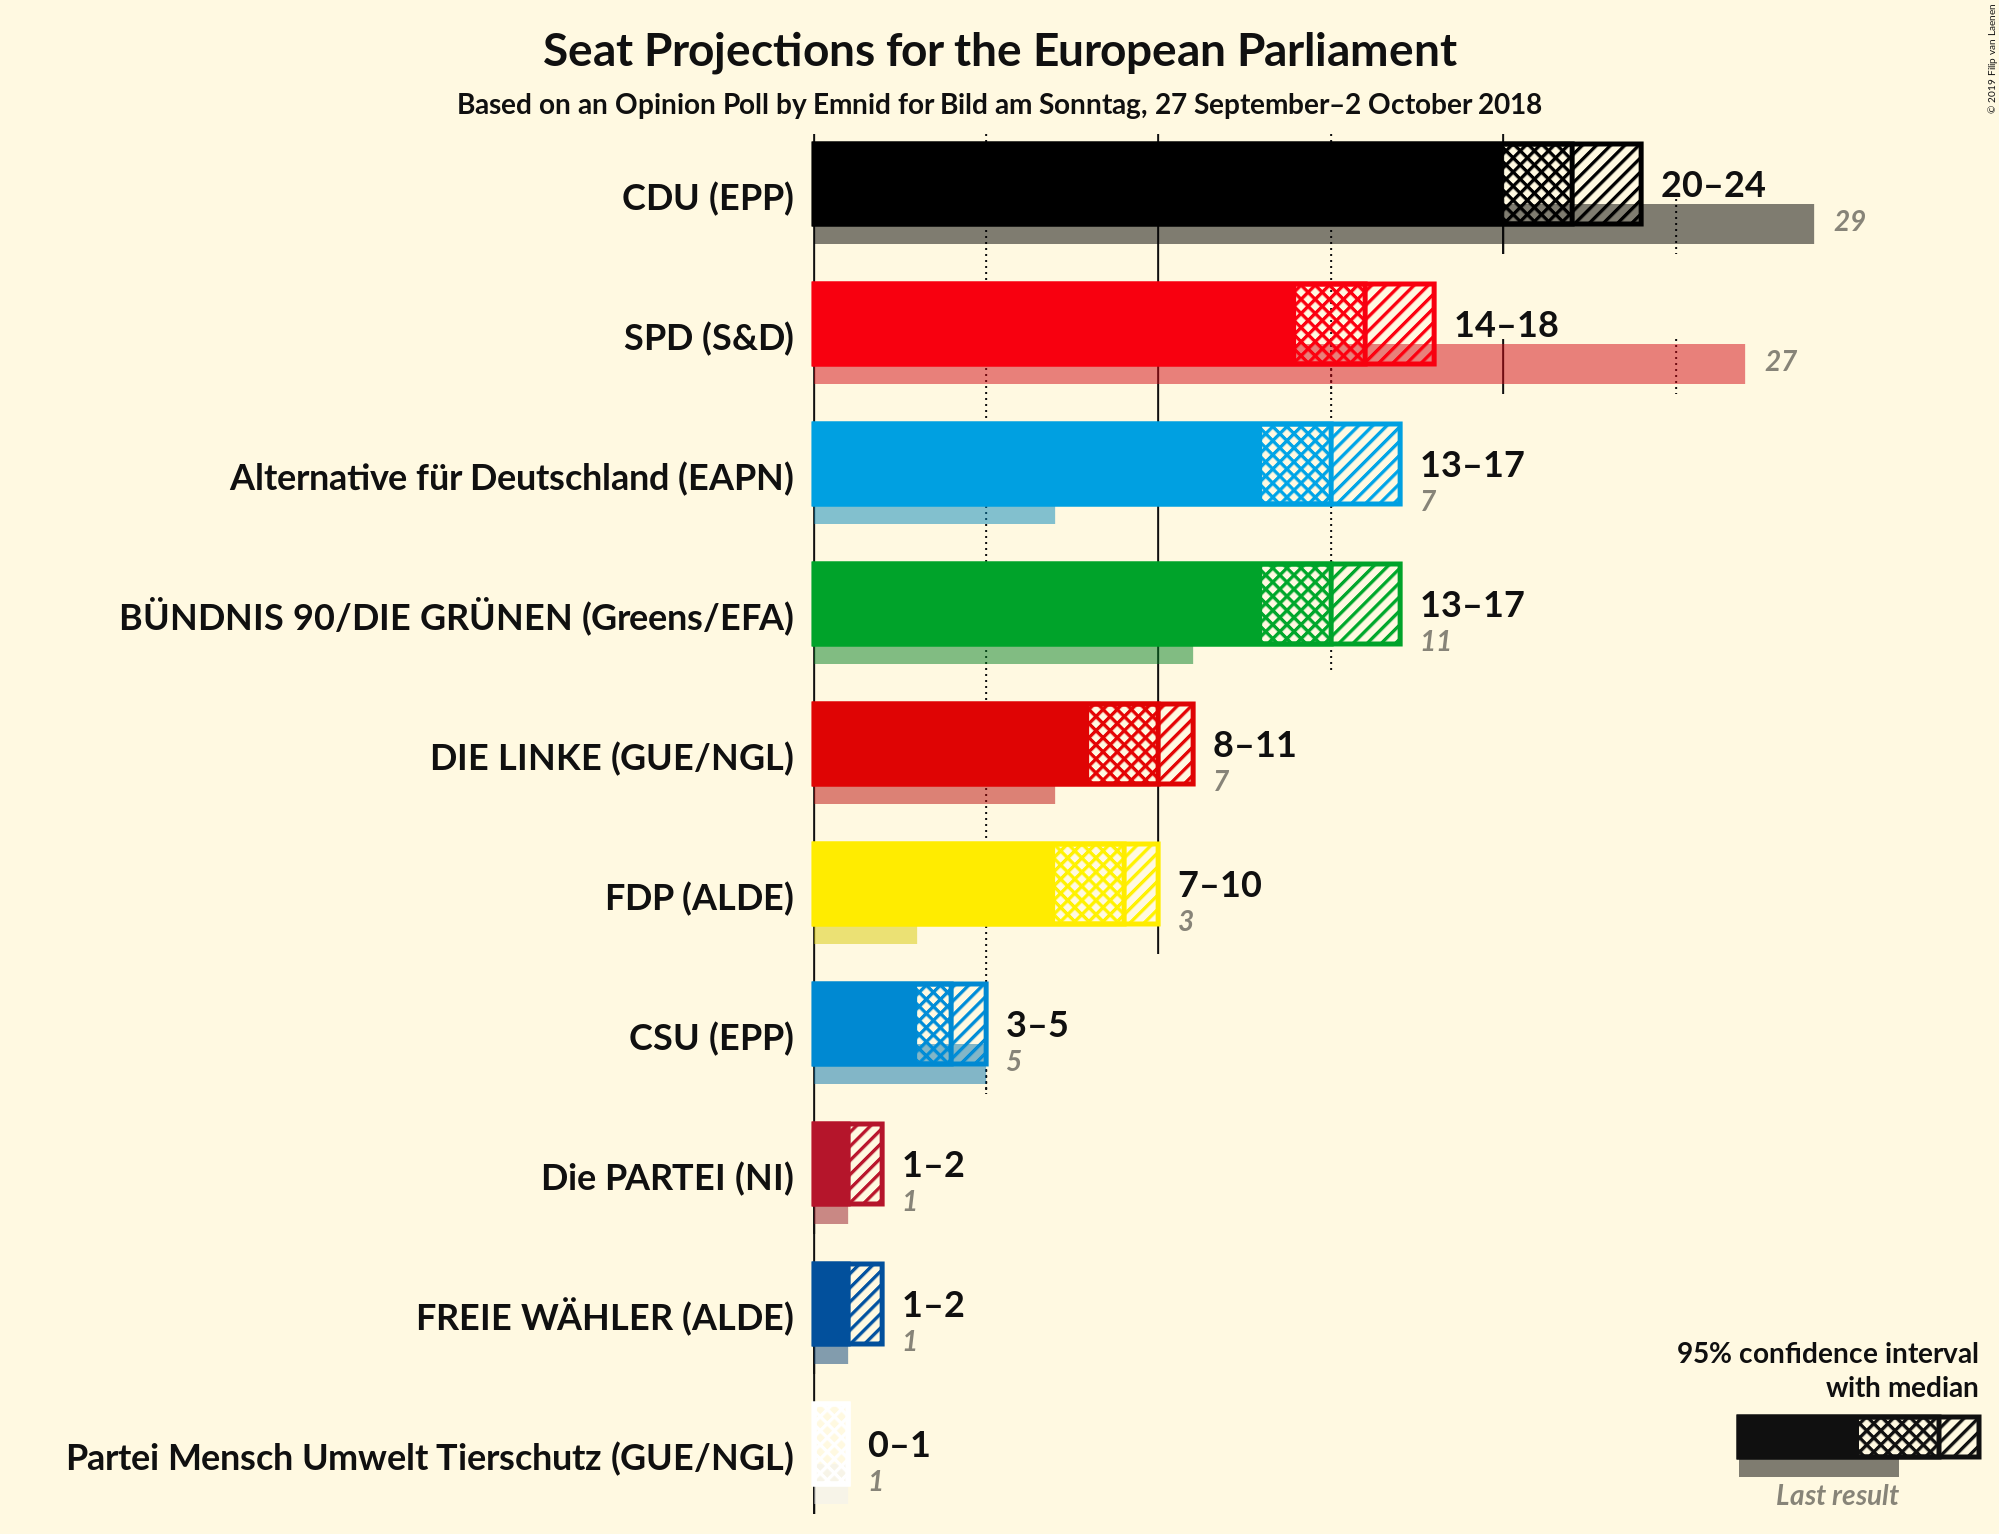 Seat Projections for the European Parliament
Based on an Opinion Poll by Emnid for Bild am Sonntag, 27 September–2 October 2018
© 2019 Filip van Laenen
CDU (EPP)
20–24
29
SPD (S&D)
14–18
27
Alternative für Deutschland (EAPN)
13–17
7
BÜNDNIS 90/DIE GRÜNEN (Greens/EFA)
13–17
11
DIE LINKE (GUE/NGL)
8–11
7
FDP (ALDE)
7–10
3
CSU (EPP)
3–5
5
Die PARTEI (NI)
1–2
1
FREIE WÄHLER (ALDE)
1–2
1
Partei Mensch Umwelt Tierschutz (GUE/NGL)
0–1
1
95% confidence interval
with median
Last result